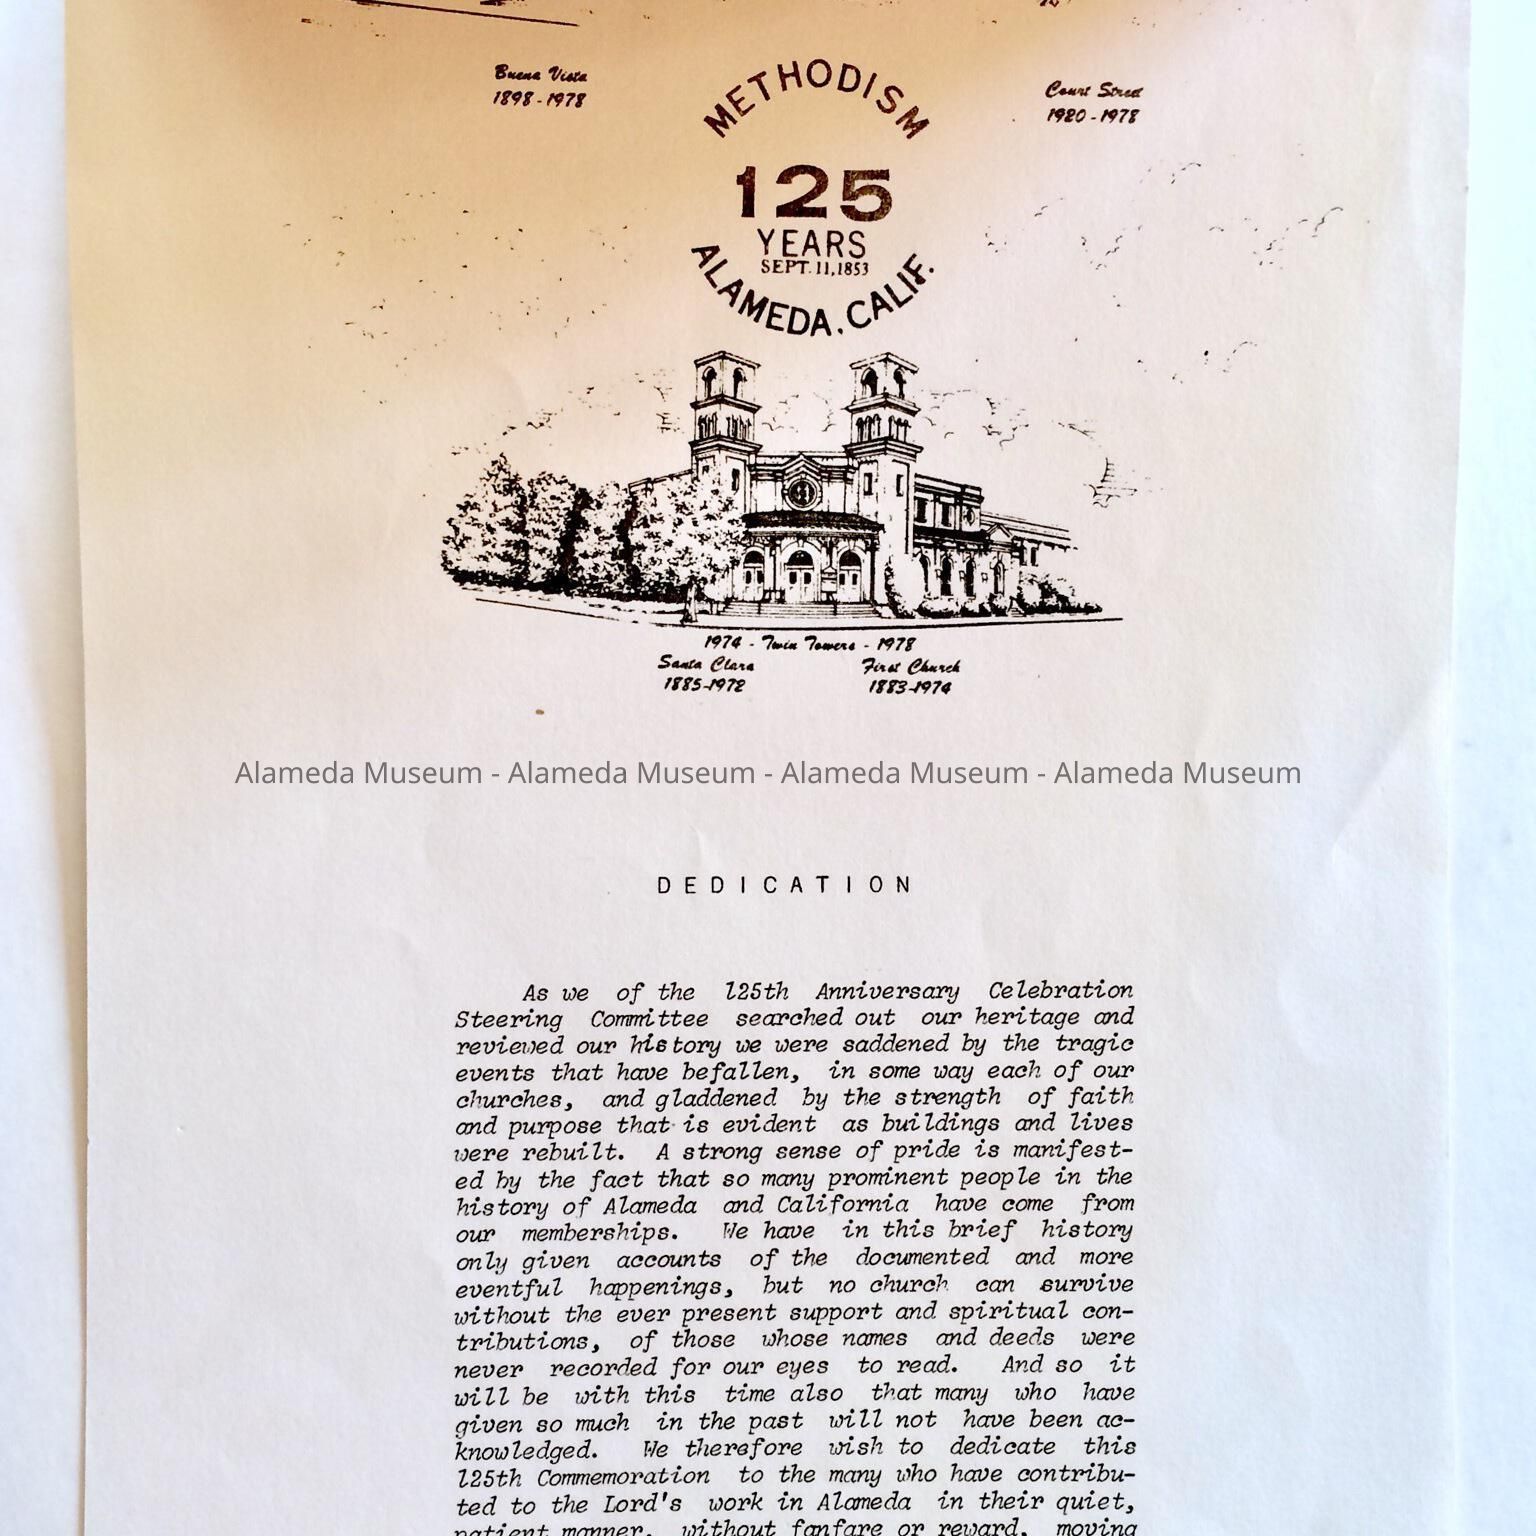 Buena Vista
1898-1978
Court Street
1920-1978
METHODISM
125
YEARS
SEPT. 11, 1853
ALAMEDA, CALIF.
1974 - Twin Towers - 1978
Santa Clara First Church
1885-1972 1883-1974
Alameda Museum - Alameda Museum - Alameda Museum - Alameda Museum
DEDICATION
As we of the 125th Anniversary Celebration
Steering Committee searched out our heritage and
reviewed our history we were saddened by the tragic
events that have befallen, in some way each of our
churches, and gladdened by the strength of faith
and purpose that is evident as buildings and lives
were rebuilt. A strong sense of pride is manifest-
ed by the fact that so many prominent people in the
history of Alameda and California have come from
our memberships. We have in this brief history
only given accounts of the documented and more
eventful happenings, but no church can survive
without the ever present support and spiritual con-
tributions, of those whose names and deeds were
never recorded for our eyes to read. And so it
will be with this time also that many who have
given so much in the past will not have been ac-
knowledged. We therefore wish to dedicate this
125th Commemoration to the many who have contribu-
ted to the Lord's work in Alameda in their quiet,
patient manner, without fanfare or reward, moving